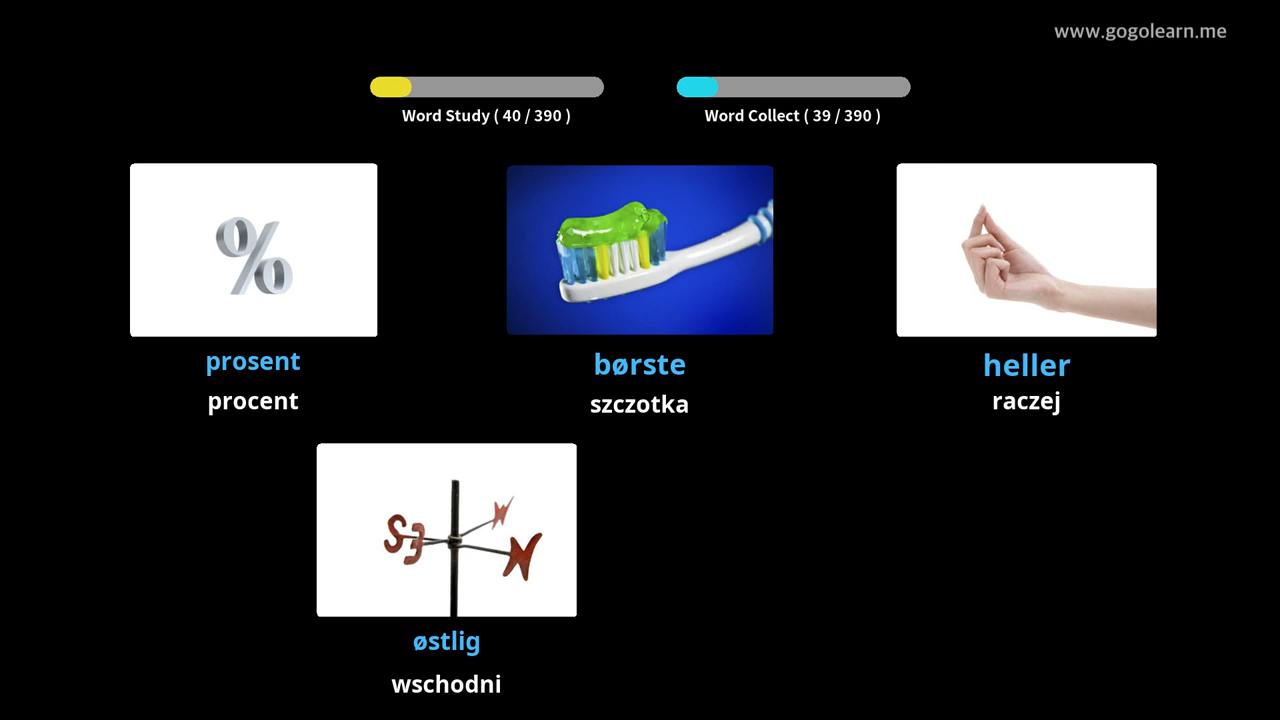 www.gogolearn.me
Word Study ( 40 / 390 )
Word Collect ( 39 / 390 )
%
prosent
procent
børste
szczotka
heller
raczej
S
E
N
østlig
wschodni